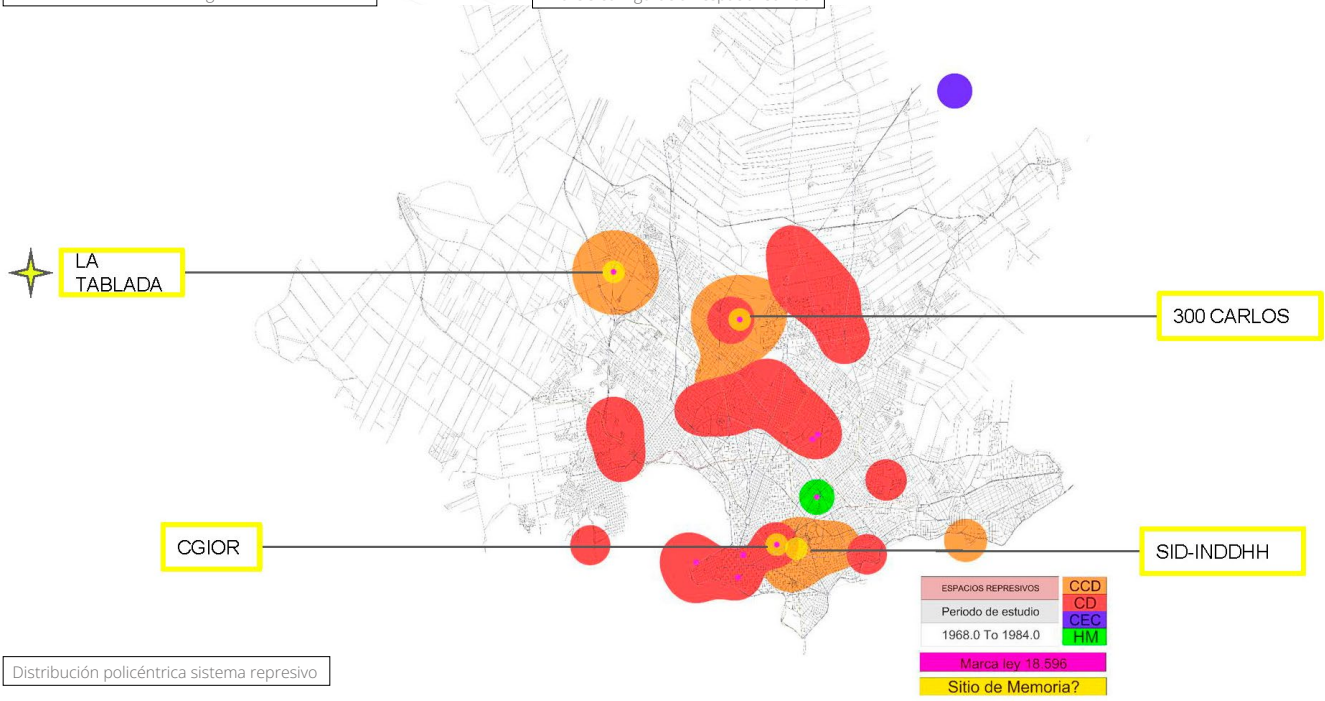 LA
TABLADA
300 CARLOS
CGIOR
SID-INDDHH
ESPACIOS REPRESIVOS
CCD
Periodo de estudio
CD
CEC
1968.0 To 1984.0
HM
Marca ley 18.596
Sitio de Memoria?
Distribución policéntrica sistema represivo